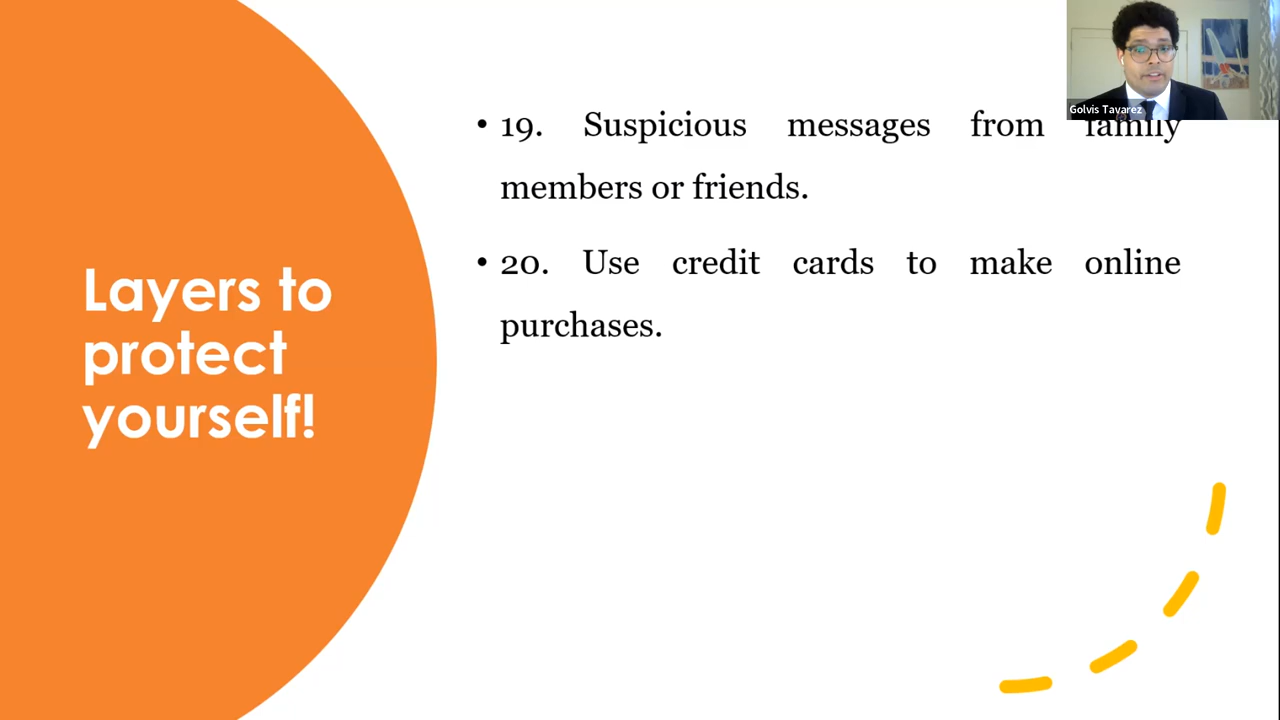 Golvis Tavarez
• 19. Suspicious messages from family
members or friends.
• 20. Use credit cards to make online
purchases.
Layers to
protect
yourself!